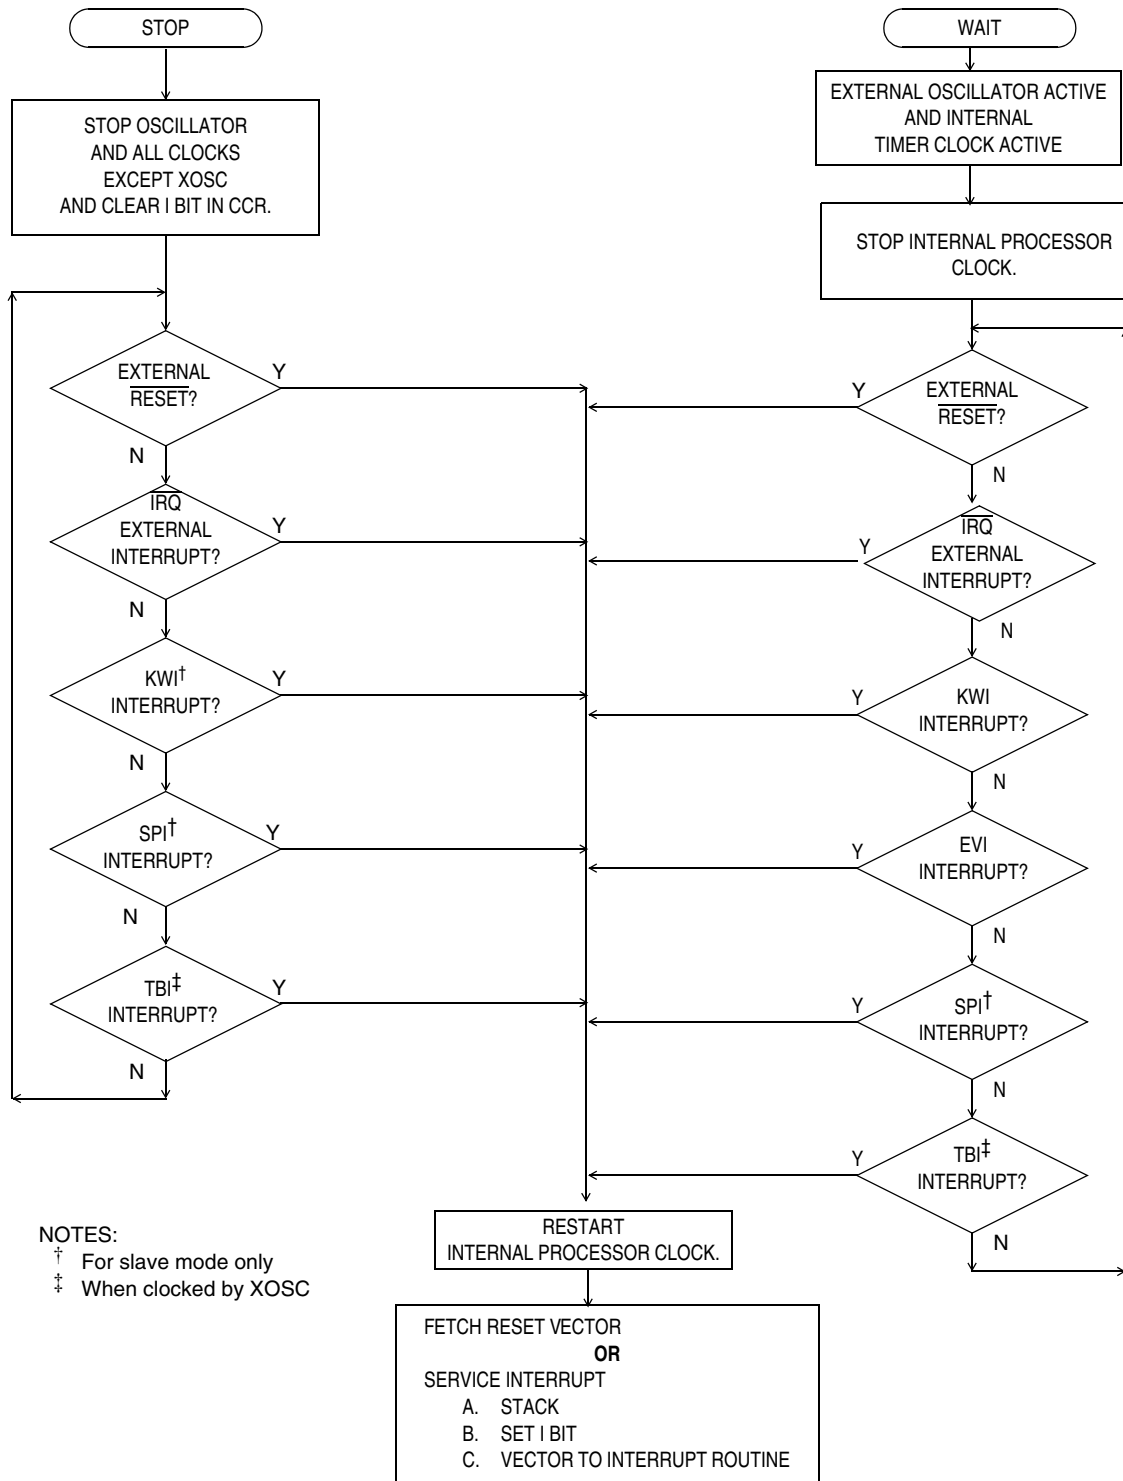 STOP
STOP OSCILLATOR
AND ALL CLOCKS
EXCEPT XOSC
AND CLEAR I BIT IN CCR.
EXTERNAL
RESET?
Y
N
IRQ
EXTERNAL
INTERRUPT?
Y
N
KWI†
INTERRUPT?
Y
N
SPI†
INTERRUPT?
Y
N
TBI‡
INTERRUPT?
Y
N
WAIT
EXTERNAL OSCILLATOR ACTIVE
AND INTERNAL
TIMER CLOCK ACTIVE
STOP INTERNAL PROCESSOR
CLOCK.
EXTERNAL
RESET?
Y
N
IRQ
EXTERNAL
INTERRUPT?
Y
N
KWI
INTERRUPT?
Y
N
EVI
INTERRUPT?
Y
N
SPI†
INTERRUPT?
Y
N
TBI‡
INTERRUPT?
Y
N
RESTART
INTERNAL PROCESSOR CLOCK.
FETCH RESET VECTOR
OR
SERVICE INTERRUPT
A. STACK
B. SET I BIT
C. VECTOR TO INTERRUPT ROUTINE
NOTES:
† For slave mode only
‡ When clocked by XOSC